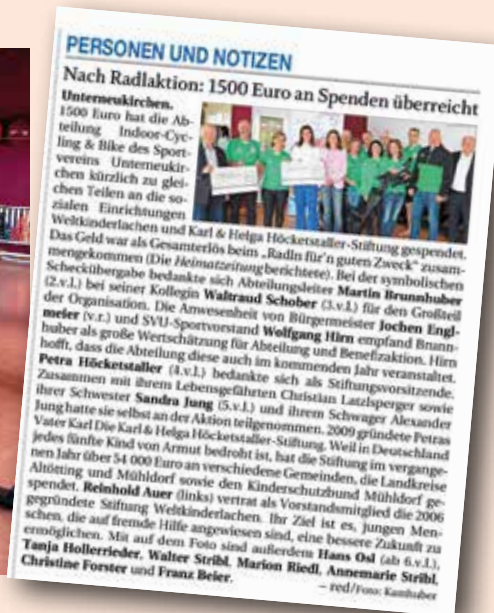 PERSONEN UND NOTIZEN
Nach Radlaktion: 1500 Euro an Spenden überreicht
Unterneukirchen.
1500 Euro hat die Ab-
teilung Indoor-Cyc-
ling & Bike des Sport-
vereins Unterneukir-
chen kürzlich zu glei-
chen Teilen an die so-
zialen Einrichtungen
Weltkinderlachen und Karl & Helga Höcketstaller-Stiftung gespendet.
Das Geld war als Gesamterlös beim „Radln für'n guten Zweck“ zusam-
mengekommen (Die Heimatzeitung berichtete). Bei der symbolischen
Scheckübergabe bedankte sich Abteilungsleiter Martin Brunnhuber
(2.v.l.) bei seiner Kollegin Waltraud Schober (3.v.l.) für den Großteil
der Organisation. Die Anwesenheit von Bürgermeister Jochen Engl-
meier (v.r.) und SVU-Sportvorstand Wolfgang Hirn empfand Brunn-
huber als große Wertschätzung für Abteilung und Benefizaktion. Hirn
hofft, dass die Abteilung diese auch im kommenden Jahr veranstaltet.
Petra Höcketstaller (4.v.l.) bedankte sich als Stiftungsvorsitzende.
Zusammen mit ihrem Lebensgefährten Christian Latzlsperger sowie
ihrer Schwester Sandra Jung (5.v.l.) und ihrem Schwager Alexander
Jung hatte sie selbst an der Aktion teilgenommen. 2009 gründete Petras
Vater Karl Die Karl & Helga Höcketstaller-Stiftung. Weil in Deutschland
jedes fünfte Kind von Armut bedroht ist, hat die Stiftung im vergange-
nen Jahr über 54 000 Euro an verschiedene Gemeinden, die Landkreise
Altötting und Mühldorf sowie den Kinderschutzbund Mühldorf ge-
spendet. Reinhold Auer (links) vertrat als Vorstandsmitglied die 2006
gegründete Stiftung Weltkinderlachen. Ihr Ziel ist es, jungen Men-
schen, die auf fremde Hilfe angewiesen sind, eine bessere Zukunft zu
ermöglichen. Mit auf dem Foto sind außerdem Hans Osl (ab 6.v.l.),
Tanja Hollerrieder, Walter Stribl, Marion Riedl, Annemarie Stribl,
Christine Forster und Franz Beier.
– red/Foto: Kamhuber